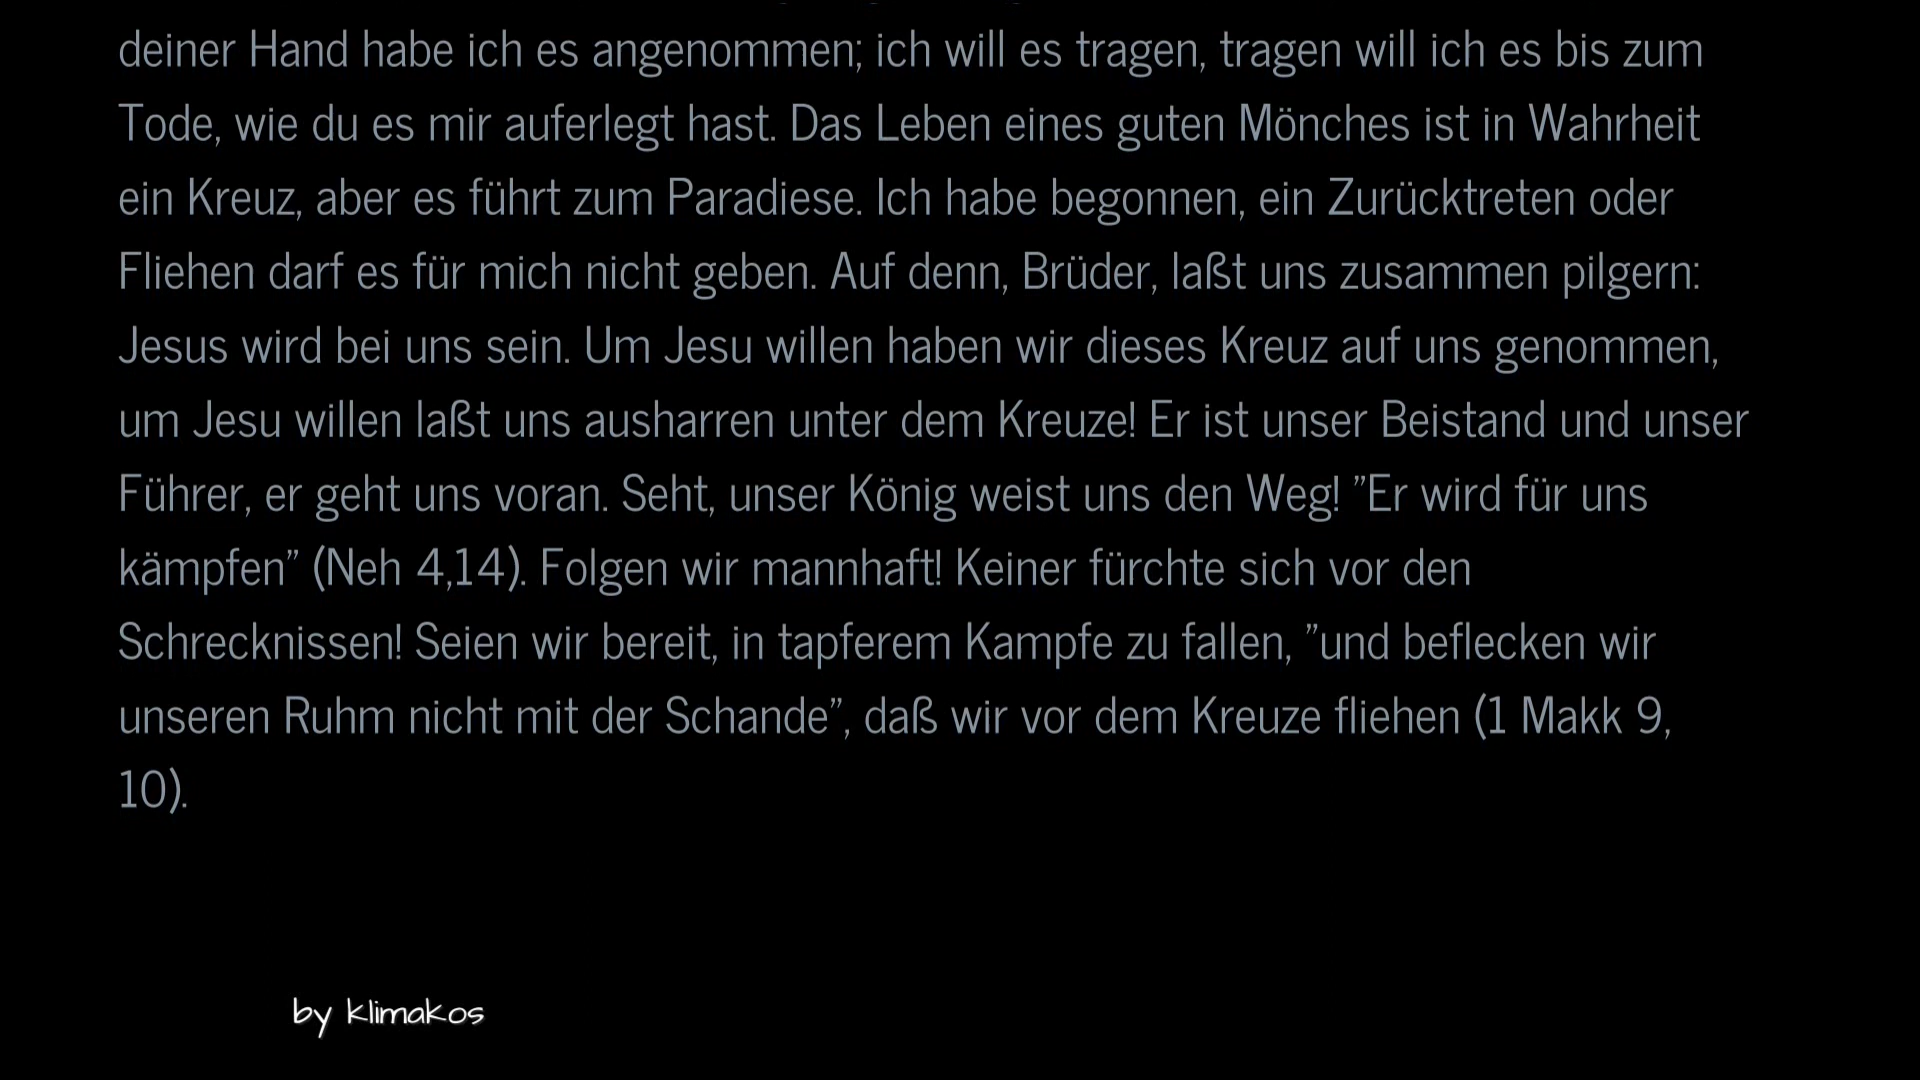 deiner Hand habe ich es angenommen; ich will es tragen, tragen will ich es bis zum
Tode, wie du es mir auferlegt hast. Das Leben eines guten Mönches ist in Wahrheit
ein Kreuz, aber es führt zum Paradiese. Ich habe begonnen, ein Zurücktreten oder
Fliehen darf es für mich nicht geben. Auf denn, Brüder, laßt uns zusammen pilgern:
Jesus wird bei uns sein. Um Jesu willen haben wir dieses Kreuz auf uns genommen,
um Jesu willen laßt uns ausharren unter dem Kreuze! Er ist unser Beistand und unser
Führer, er geht uns voran. Seht, unser König weist uns den Weg! ”Er wird für uns
kämpfen” (Neh 4,14). Folgen wir mannhaft! Keiner fürchte sich vor den
Schrecknissen! Seien wir bereit, in tapferem Kampfe zu fallen, ”und beflecken wir
unseren Ruhm nicht mit der Schande”, daß wir vor dem Kreuze fliehen (1 Makk 9,
10).
by klimakos